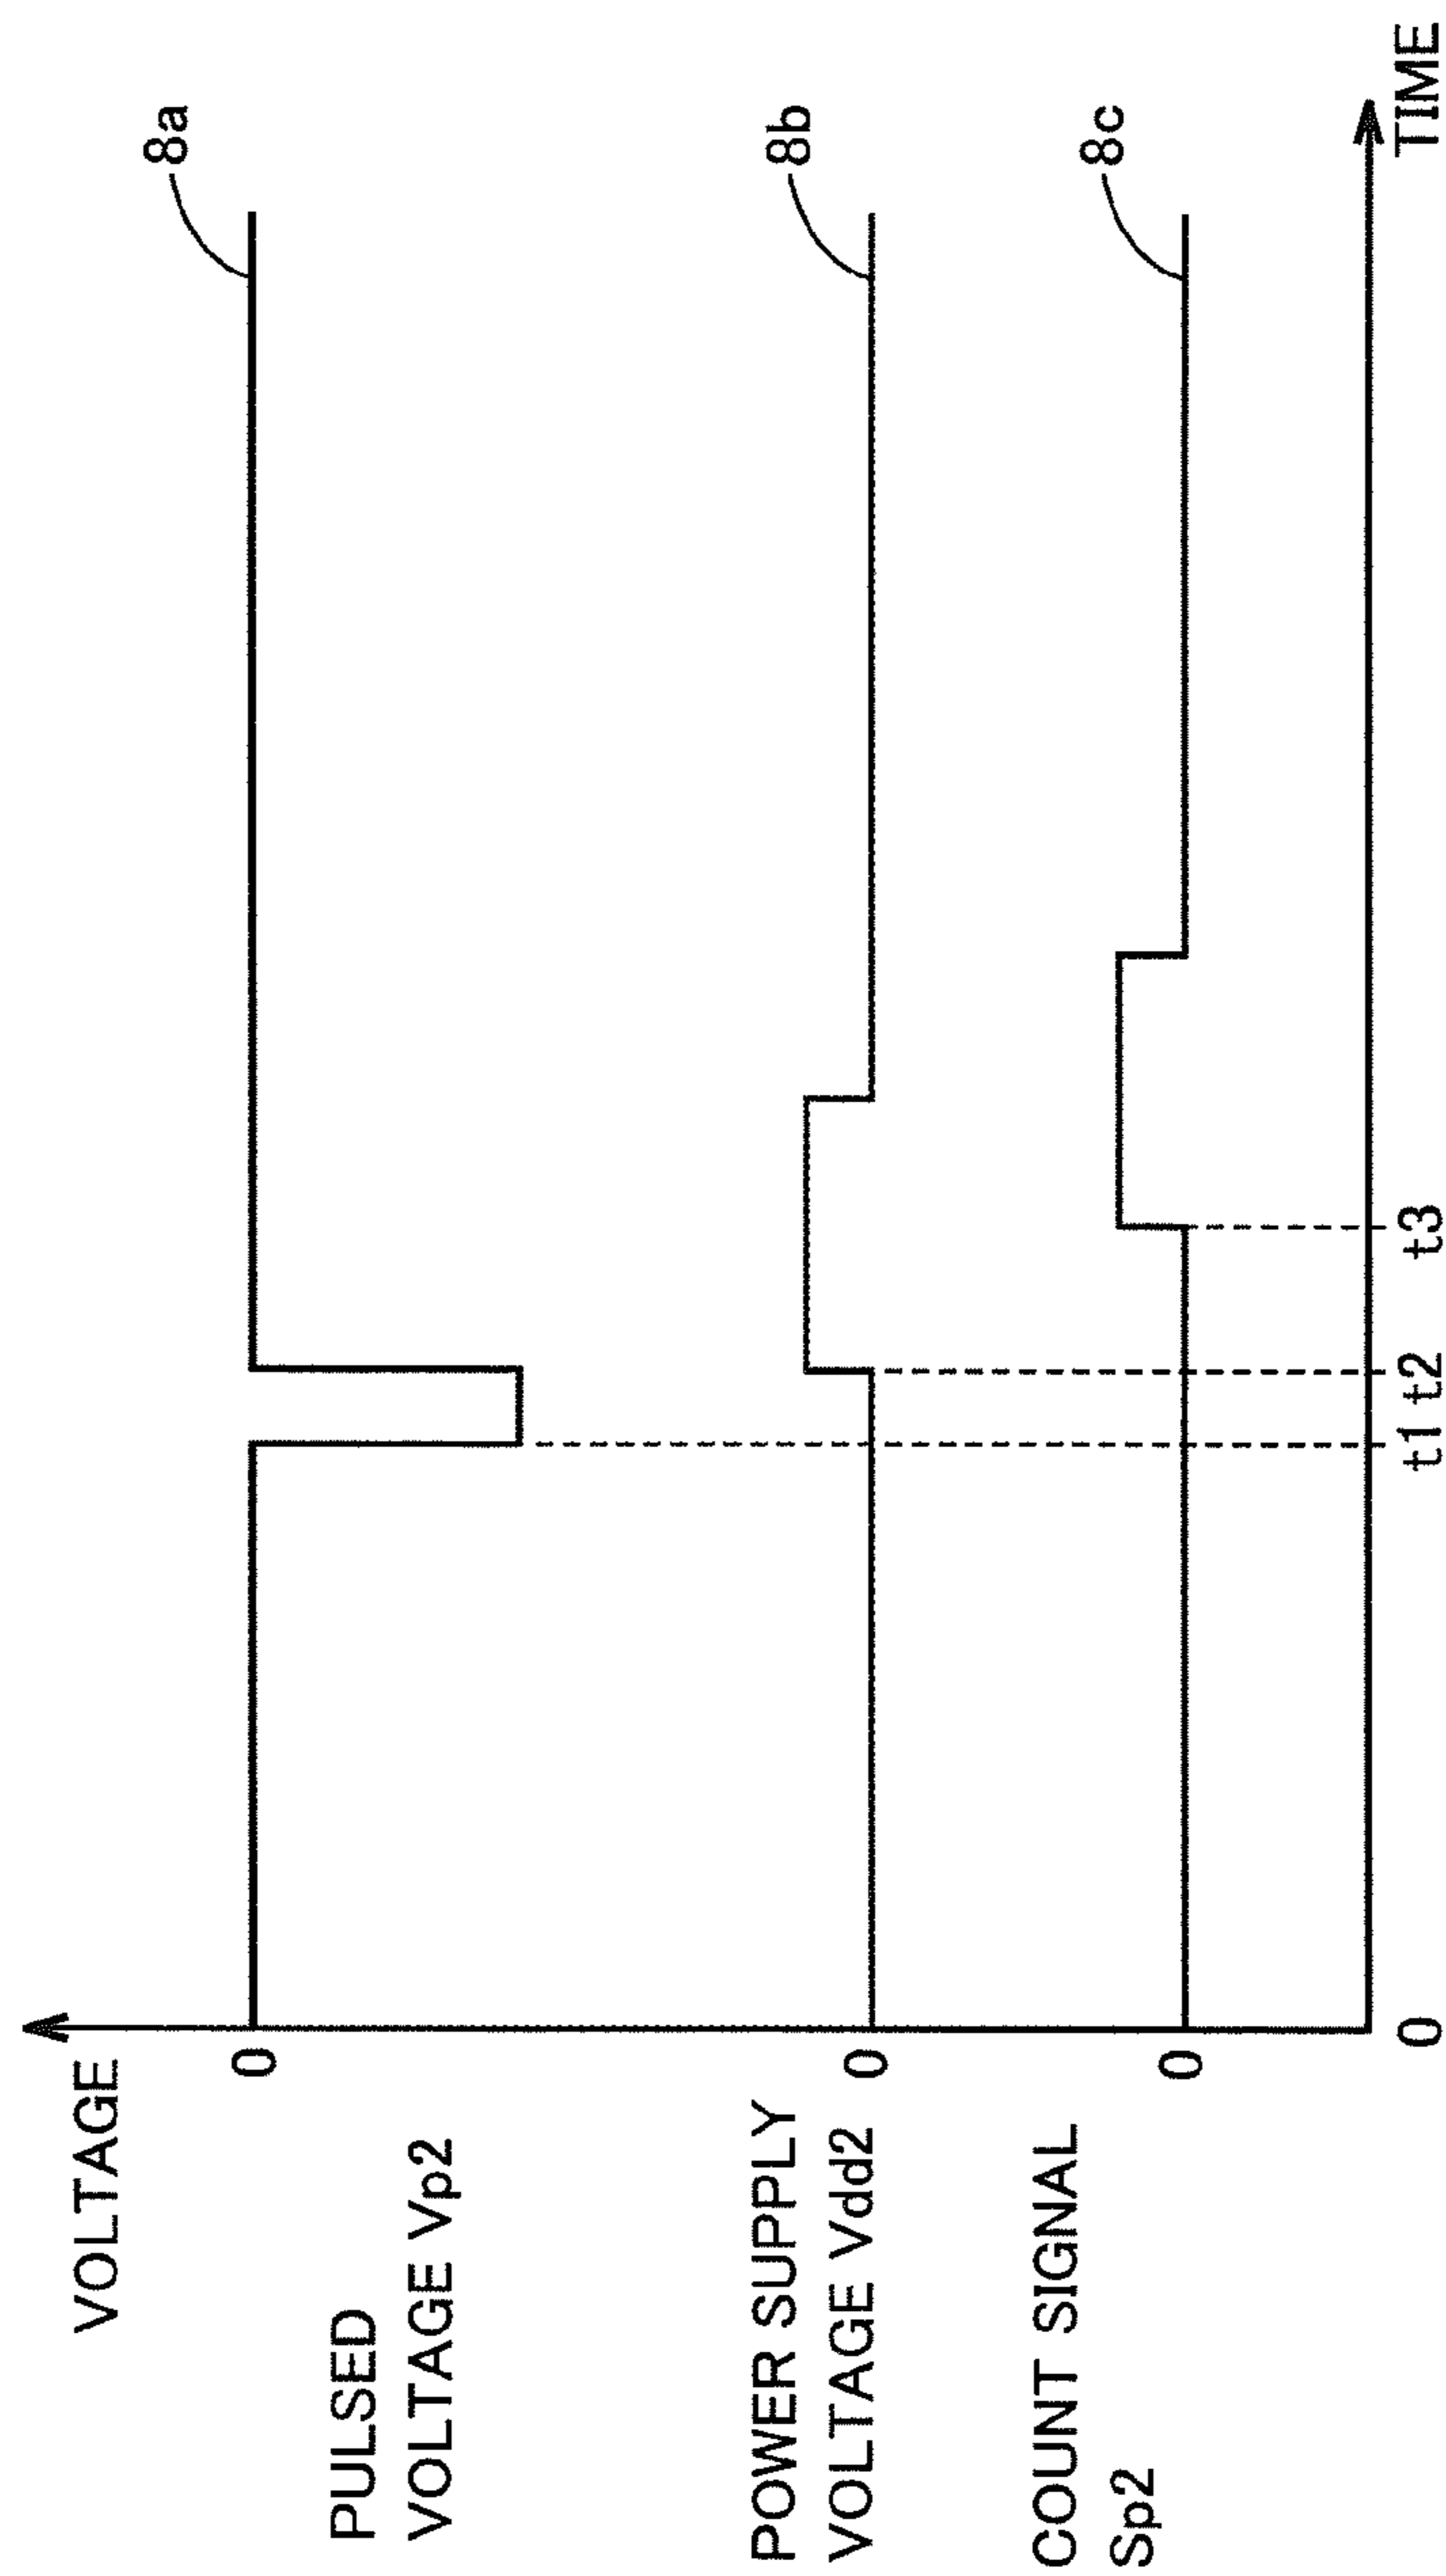 VOLTAGE
8a
0
PULSED
VOLTAGE Vp2
8b
POWER SUPPLY
0
VOLTAGE Vdd2
8c
COUNT SIGNAL
0
Sp2
0
t1
t2
t3
TIME